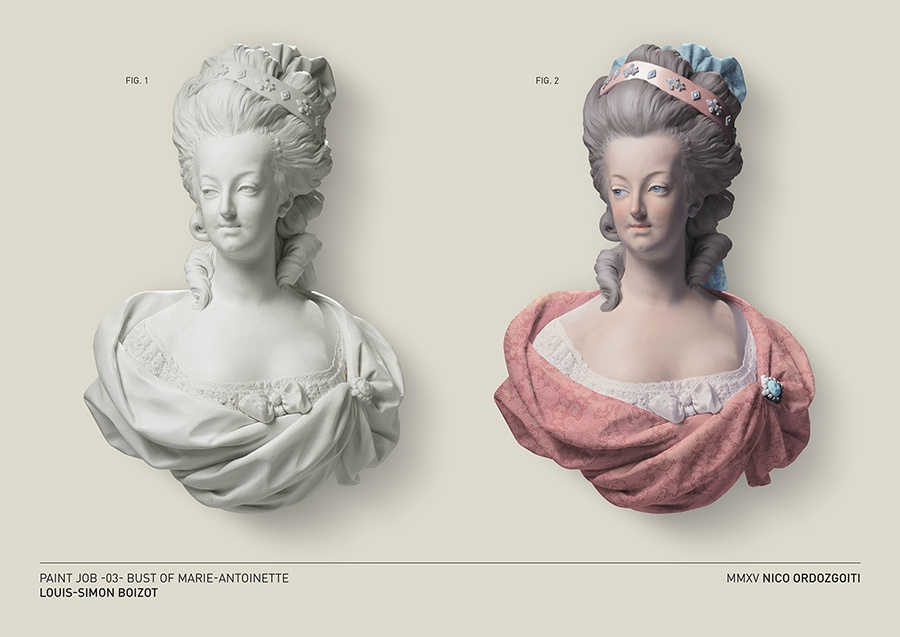 FIG. 1
FIG. 2
PAINT JOB -03- BUST OF MARIE-ANTOINETTE
LOUIS-SIMON BOIZOT
MMXV NICO ORDOZGOITI